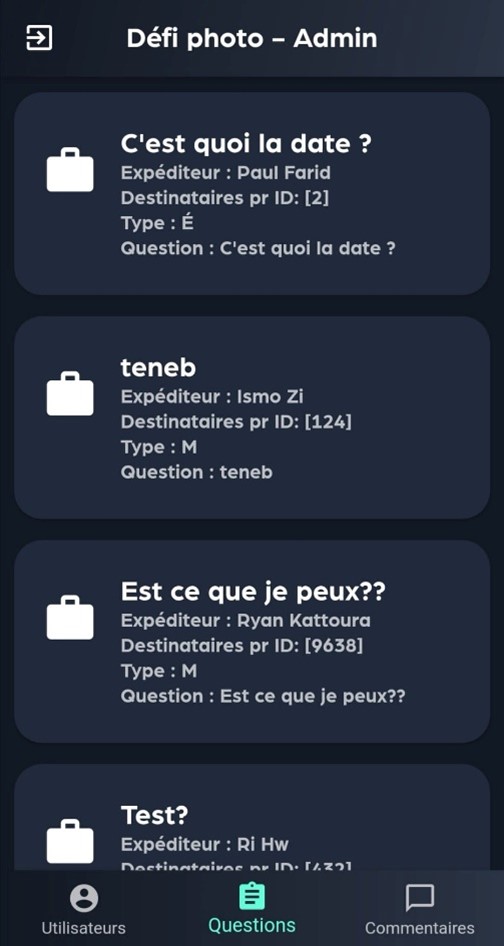 Défi photo – Admin
C'est quoi la date ?
Expéditeur : Paul Farid
Destinataires pr ID: [2]
Type : É
Question : C'est quoi la date ?
teneb
Expéditeur : Ismo Zi
Destinataires pr ID: [124]
Type : M
Question : teneb
Est ce que je peux??
Expéditeur : Ryan Kattoura
Destinataires pr ID: [9638]
Type : M
Question : Est ce que je peux??
Test?
Expéditeur : Ri Hw
Destinataires pr ID: [432]
Utilisateurs
Questions
Commentaires